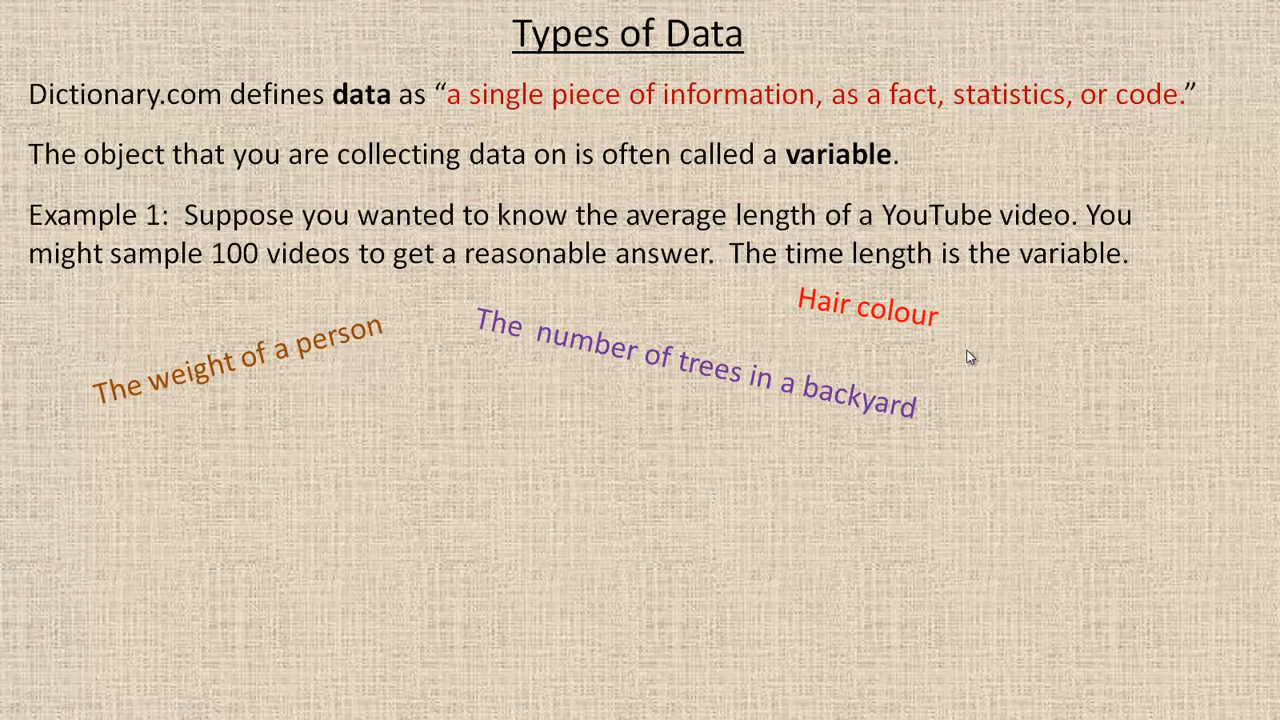 Types of Data
Dictionary.com defines data as “a single piece of information, as a fact, statistics, or code.”
The object that you are collecting data on is often called a variable.
Example 1:  Suppose you wanted to know the average length of a YouTube video. You
might sample 100 videos to get a reasonable answer.  The time length is the variable.
The weight of a person
The  number of trees in a backyard
Hair colour